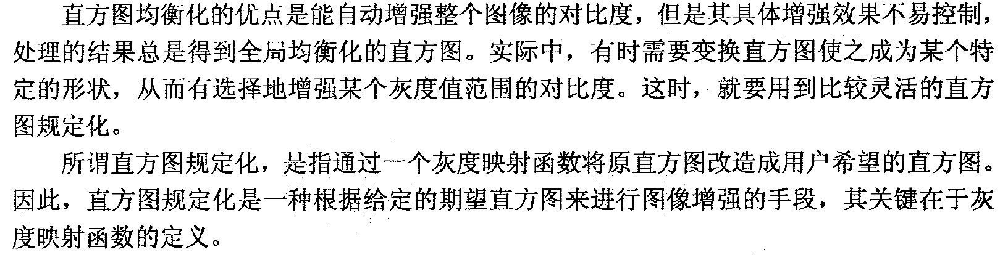 直方图均衡化的优点是能自动增强整个图像的对比度，但是其具体增强效果不易控制，
处理的结果总是得到全局均衡化的直方图。实际中，有时需要变换直方图使之成为某个特
定的形状，从而有选择地增强某个灰度值范围的对比度。这时，就要用到比较灵活的直方
图规定化。
所谓直方图规定化，是指通过一个灰度映射函数将原直方图改造成用户希望的直方图。
因此，直方图规定化是一种根据给定的期望直方图来进行图像增强的手段，其关键在于灰
度映射函数的定义。